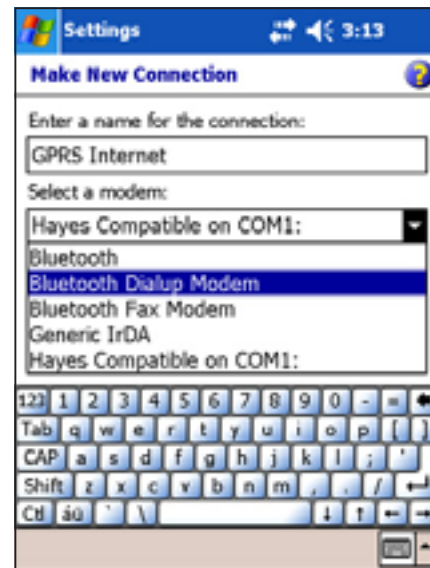 Settings 3:13
Make New Connection ?
Enter a name for the connection:
GPRS Internet
Select a modem:
Hayes Compatible on COM1:
Bluetooth
Bluetooth Dialup Modem
Bluetooth Fax Modem
Generic IrDA
Hayes Compatible on COM1:
123 1 2 3 4 5 6 7 8 9 0 - =
Tab q w e r t y u i o p [ ]
CAP a s d f g h j k l ; '
Shift z x c v b n m , . /
Ctl áü ` \